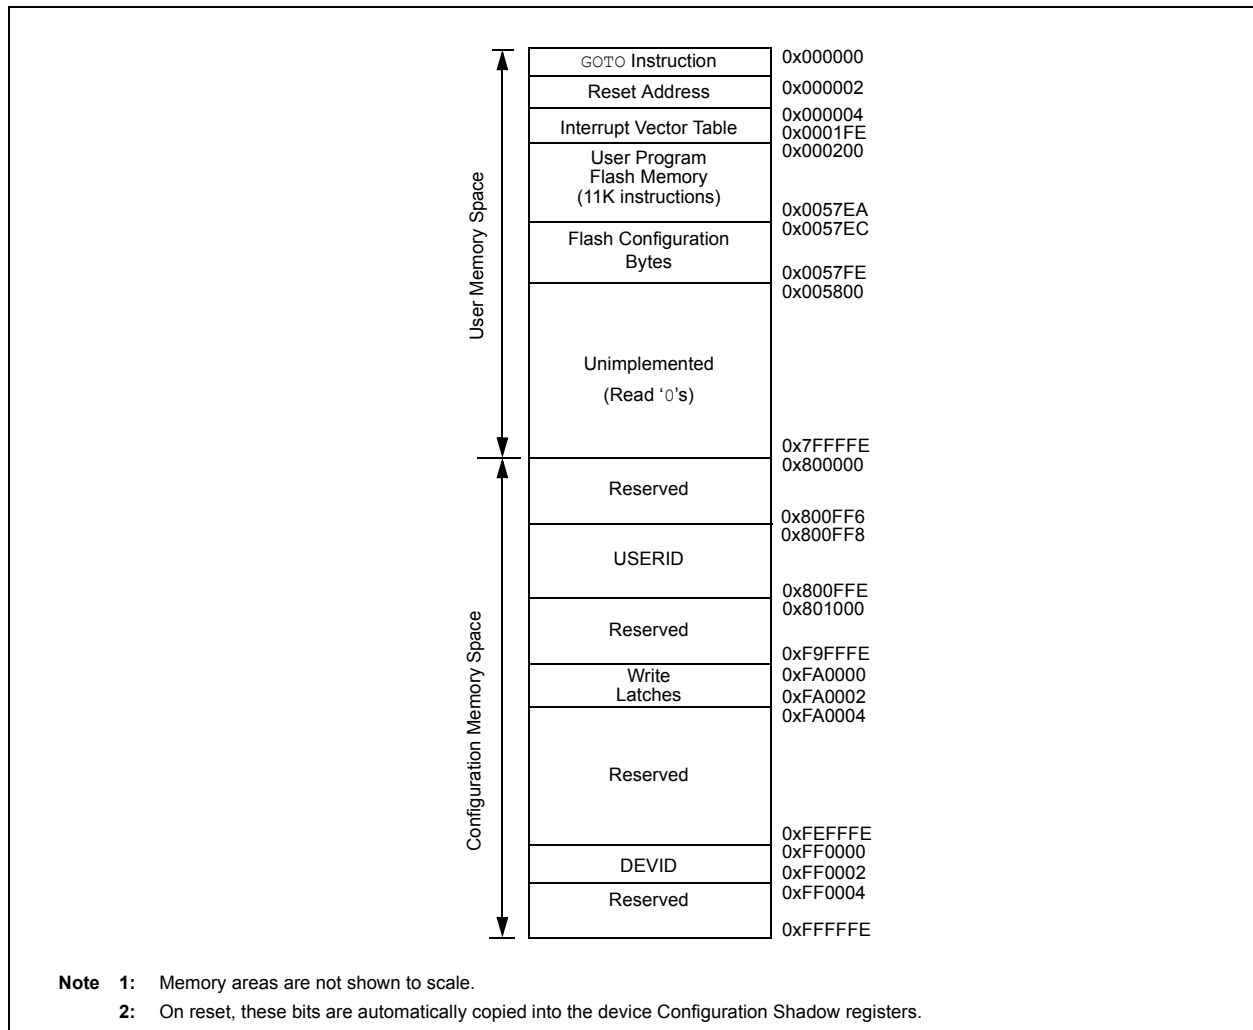 GOTO Instruction
0x000000
Reset Address
0x000002
Interrupt Vector Table
0x000004
0x0001FE
User Program
Flash Memory
(11K instructions)
0x000200
0x0057EA
Flash Configuration
Bytes
0x0057EC
0x0057FE
Unimplemented
(Read ‘0’s)
0x005800
0x7FFFFE
User Memory Space
Reserved
0x800000
0x800FF6
USERID
0x800FF8
0x800FFE
Reserved
0x801000
0xF9FFFE
Write
Latches
0xFA0000
0xFA0002
Reserved
0xFA0004
0xFEFFFE
DEVID
0xFF0000
0xFF0002
Reserved
0xFF0004
0xFFFFFE
Configuration Memory Space
Note 1: Memory areas are not shown to scale.
2: On reset, these bits are automatically copied into the device Configuration Shadow registers.